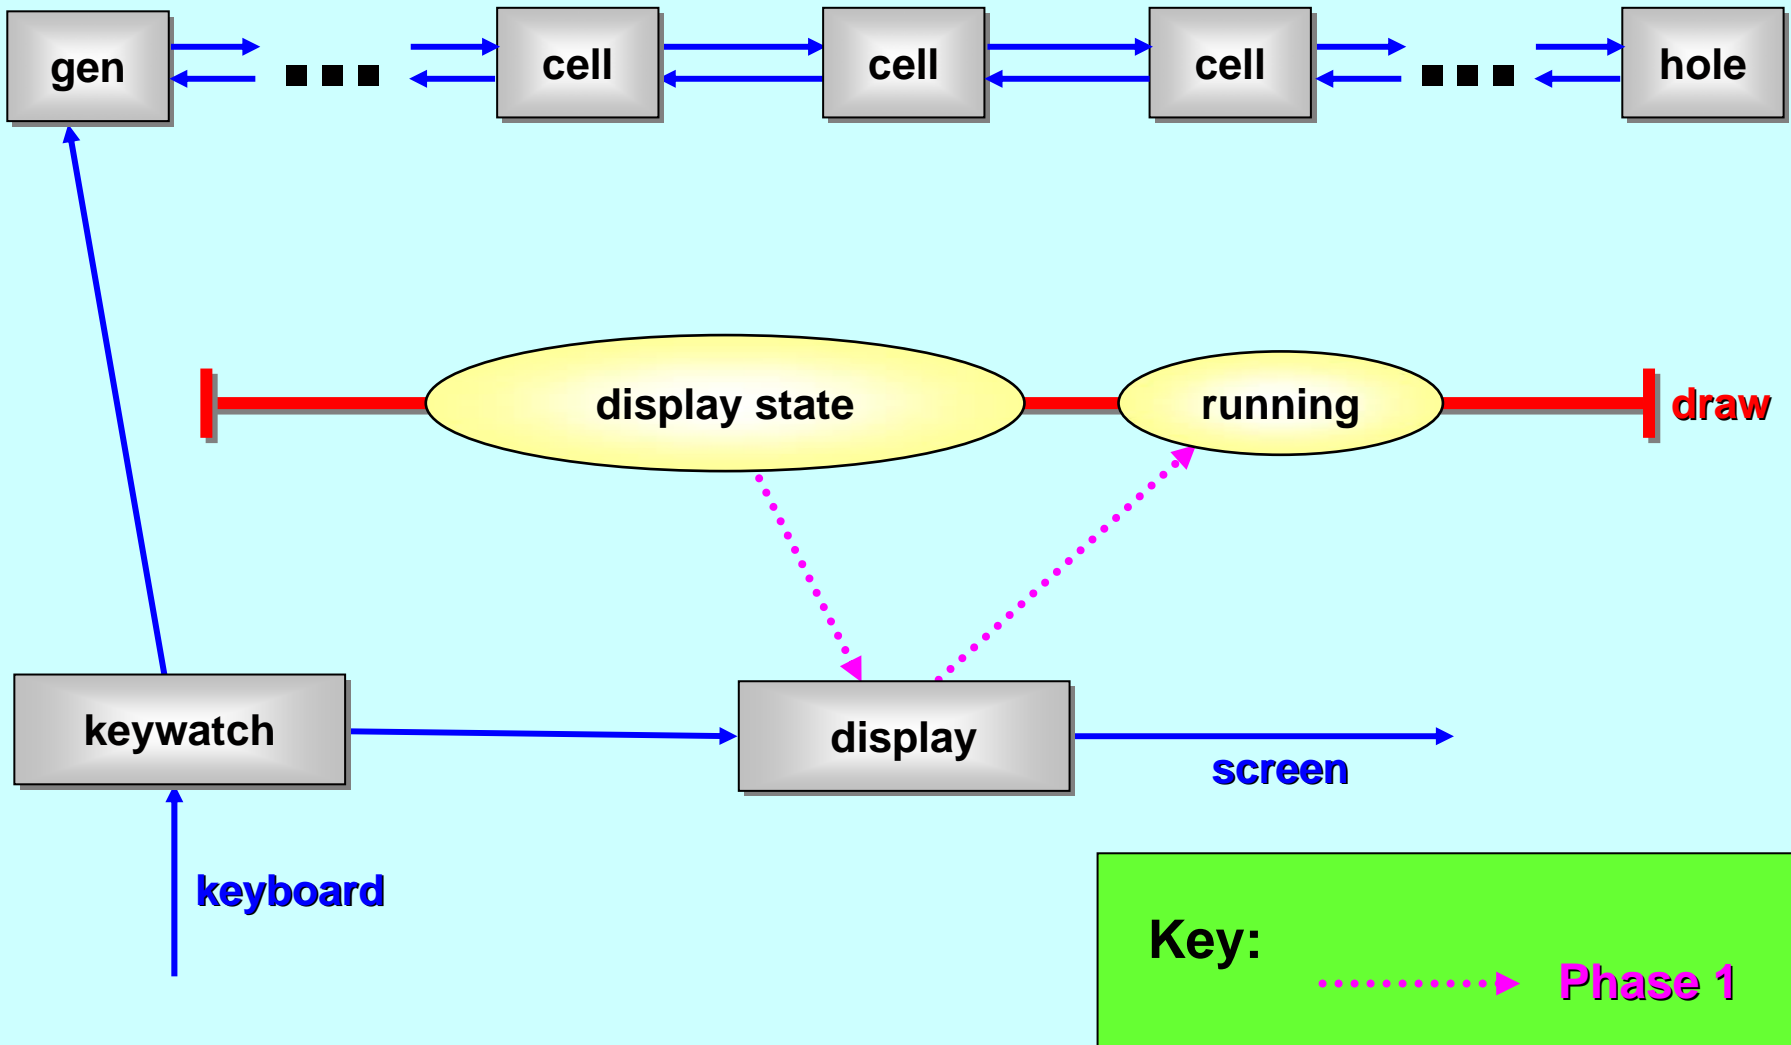 gen
cell
cell
cell
hole
display state
running
draw
keywatch
display
screen
keyboard
Key:
Phase 1